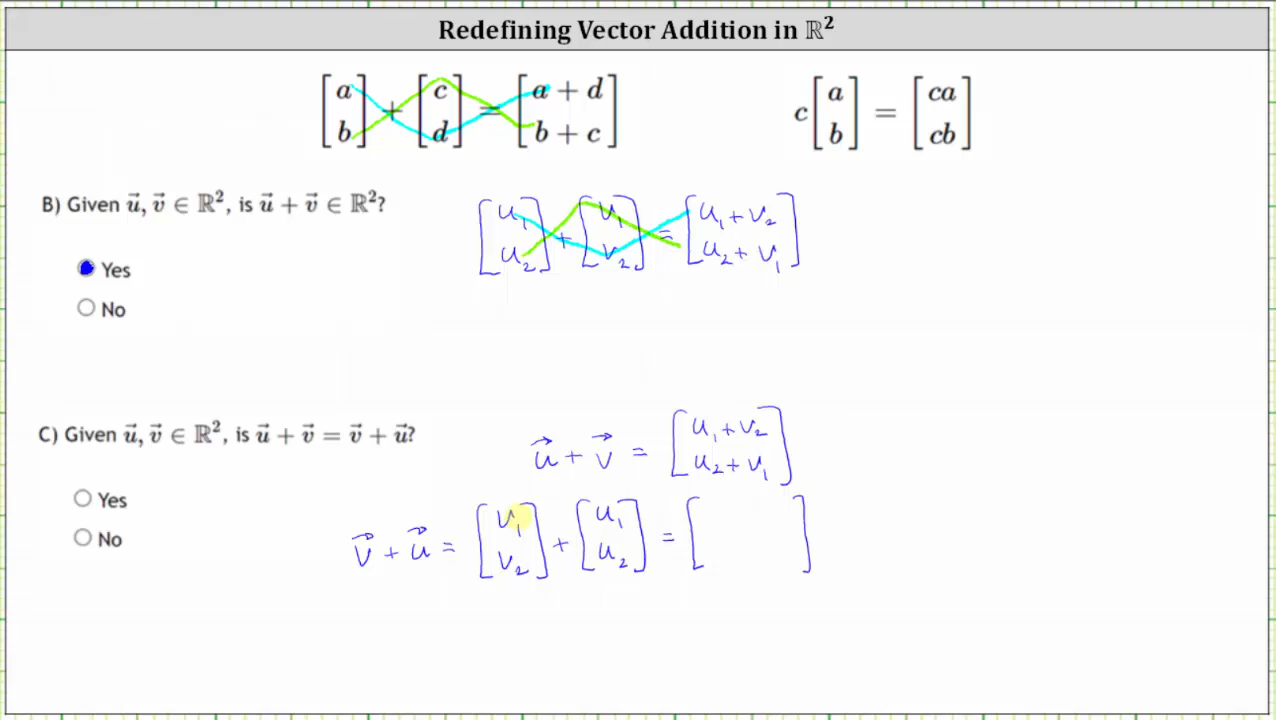 Redefining Vector Addition in ℝ²
[a b] + [c d] = [a + d b + c]
c[a b] = [ca cb]
B) Given u⃗, v⃗ ∈ ℝ², is u⃗ + v⃗ ∈ ℝ²?
[u₁ u₂] + [v₁ v₂] = [u₁ + v₂ u₂ + v₁]
Yes
No
C) Given u⃗, v⃗ ∈ ℝ², is u⃗ + v⃗ = v⃗ + u⃗?
u⃗ + v⃗ = [u₁ + v₂ u₂ + v₁]
Yes
No
v⃗ + u⃗ = [v₁ v₂] + [u₁ u₂] = [ ]